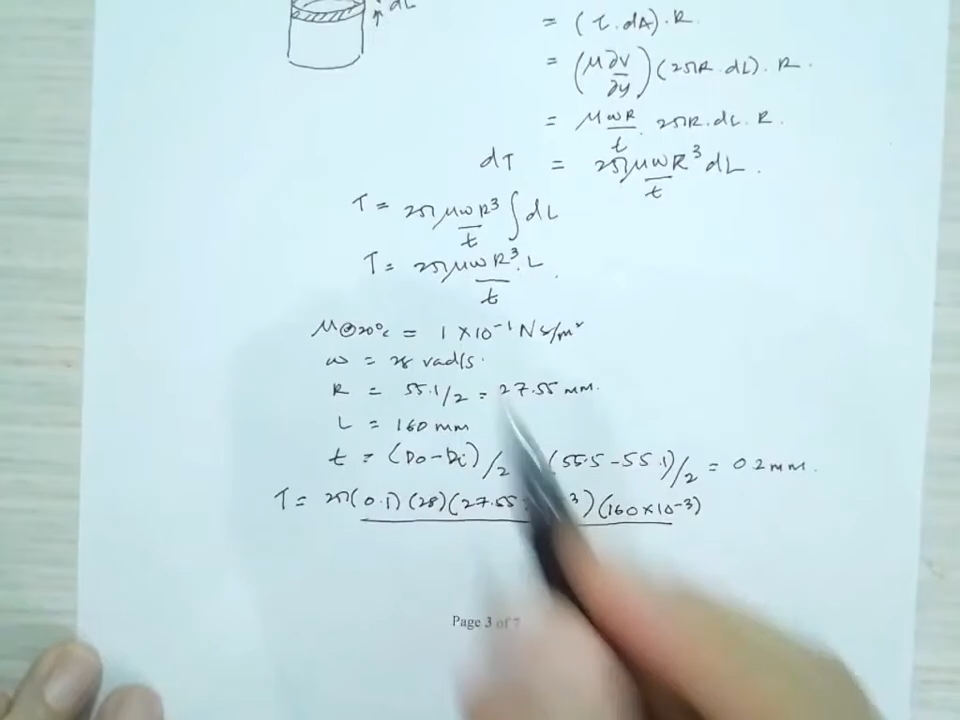 dL
= (τ.dA).R.
= (μ ∂V/∂y)(2πR.dL).R.
= μωR/t . 2πR.dL.R.
dT = 2πμωR³/t dL.
T = 2πμωR³/t ∫dL
T = 2πμωR³.L/t .
μ@20°c = 1 × 10⁻¹ Ns/m²
ω = 28 rad/s.
R = 55.1/2 = 27.55 mm.
L = 160 mm
t = (Do-Di)/2 (55.5-55.1)/2 = 0.2 mm.
T = 2π(0.1)(28)(27.55 ³)(160×10-3)
Page 3 of 7